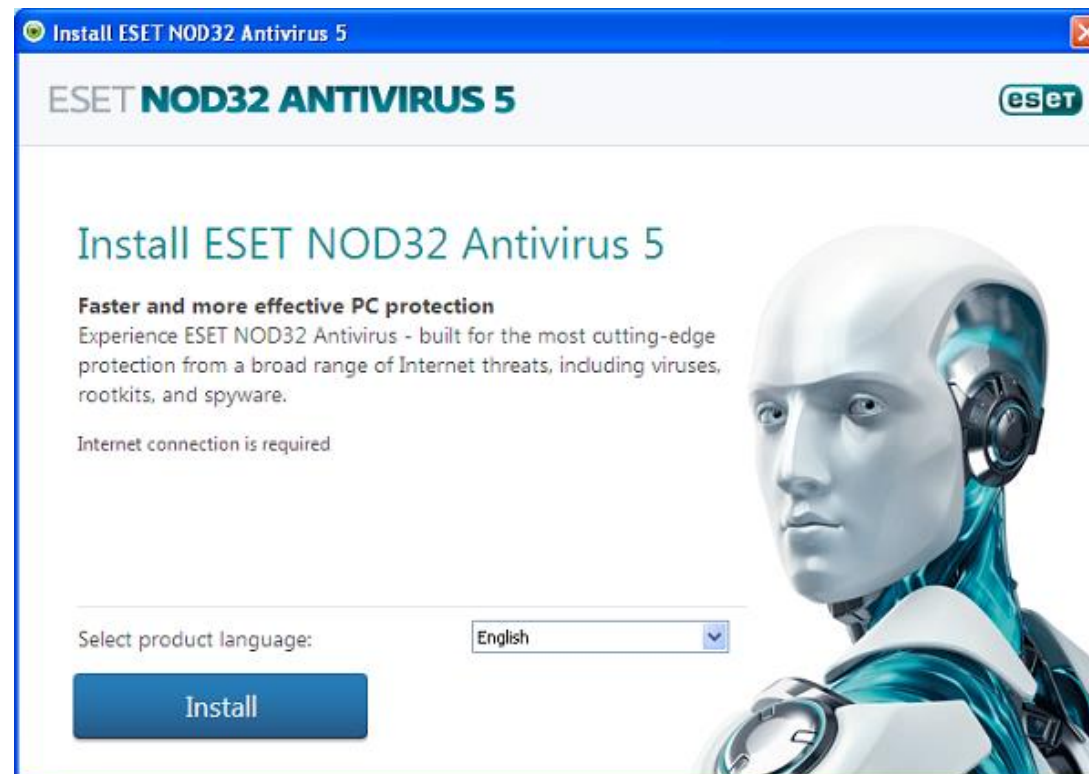 Install ESET NOD32 Antivirus 5
ESET NOD32 ANTIVIRUS 5
eset
Install ESET NOD32 Antivirus 5
Faster and more effective PC protection
Experience ESET NOD32 Antivirus - built for the most cutting-edge
protection from a broad range of Internet threats, including viruses,
rootkits, and spyware.
Internet connection is required
Select product language:
English
Install